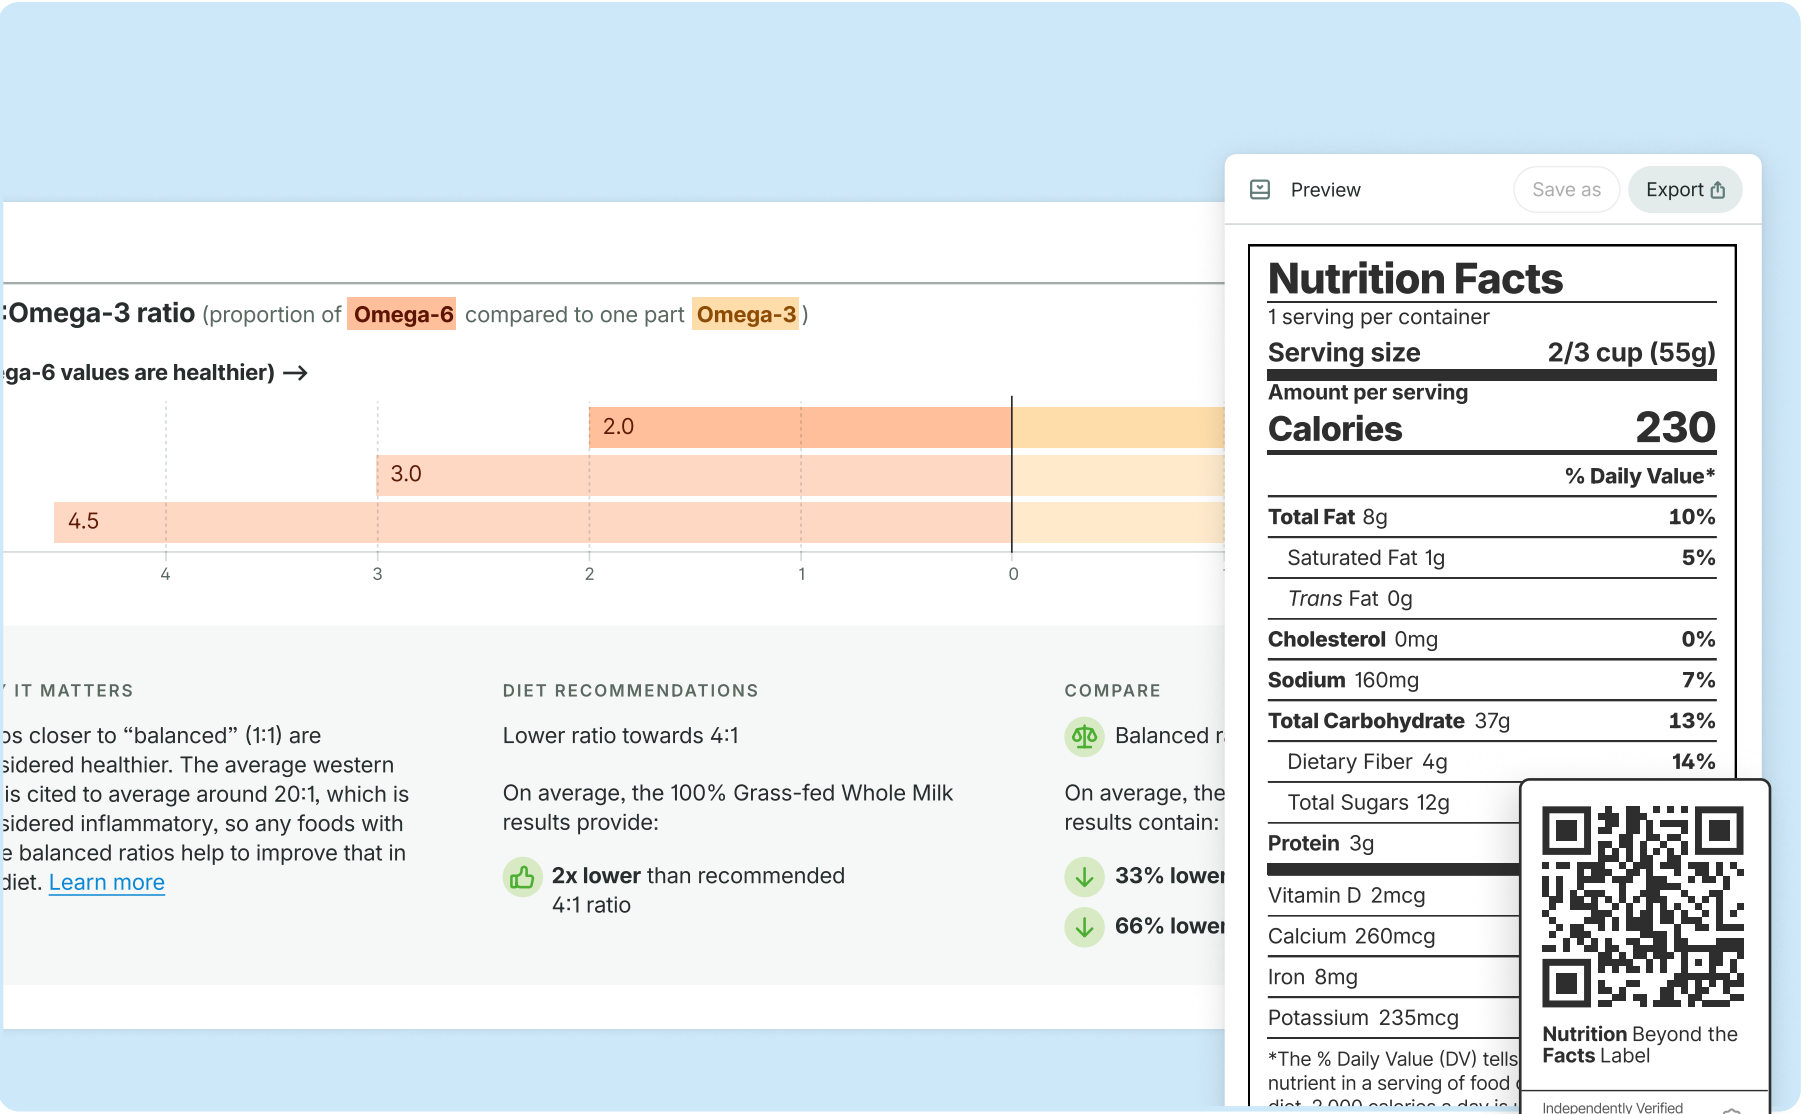 :Omega-3 ratio (proportion of Omega-6 compared to one part Omega-3)
ega-6 values are healthier) →
2.0
3.0
4.5
4 3 2 1 0
IT MATTERS
os closer to “balanced” (1:1) are
sidered healthier. The average western
is cited to average around 20:1, which is
sidered inflammatory, so any foods with
e balanced ratios help to improve that in
diet. Learn more
DIET RECOMMENDATIONS
Lower ratio towards 4:1
On average, the 100% Grass-fed Whole Milk
results provide:
2x lower than recommended
4:1 ratio
COMPARE
Balanced r
On average, the
results contain:
33% lower
66% lower
Preview
Save as
Export
Nutrition Facts
1 serving per container
Serving size 2/3 cup (55g)
Amount per serving
Calories 230
% Daily Value*
Total Fat 8g 10%
Saturated Fat 1g 5%
Trans Fat 0g
Cholesterol 0mg 0%
Sodium 160mg 7%
Total Carbohydrate 37g 13%
Dietary Fiber 4g 14%
Total Sugars 12g
Protein 3g
Vitamin D 2mcg
Calcium 260mcg
Iron 8mg
Potassium 235mcg
*The % Daily Value (DV) tells
nutrient in a serving of food
diet. 2,000 calories a day is
Nutrition Beyond the
Facts Label
Independently Verified